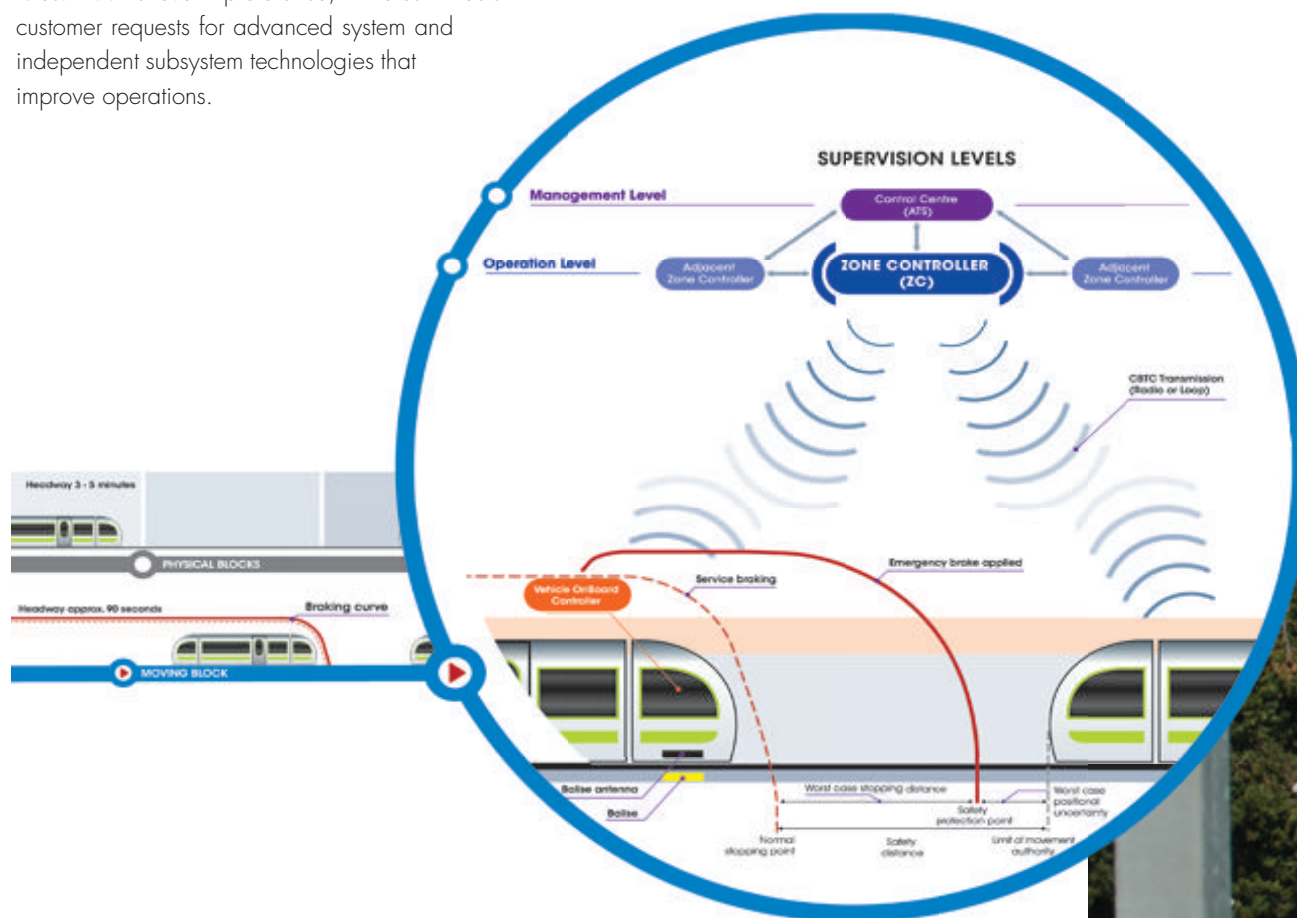 customer requests for advanced system and
independent subsystem technologies that
improve operations.
SUPERVISION LEVELS
Management Level
Control Centre
(ATS)
Operation Level
Adjacent
Zone Controller
ZONE CONTROLLER
(ZC)
Adjacent
Zone Controller
CBTC Transmission
(Radio or Loop)
Headway 3 - 5 minutes
PHYSICAL BLOCKS
Headway approx. 90 seconds
Braking curve
MOVING BLOCK
Vehicle OnBoard
Controller
Service braking
Emergency brake applied
Balise antenna
Balise
Worst case stopping distance
Safety
protection point
Worst case
positional
uncertainty
Normal
stopping point
Safety
distance
Limit of movement
authority